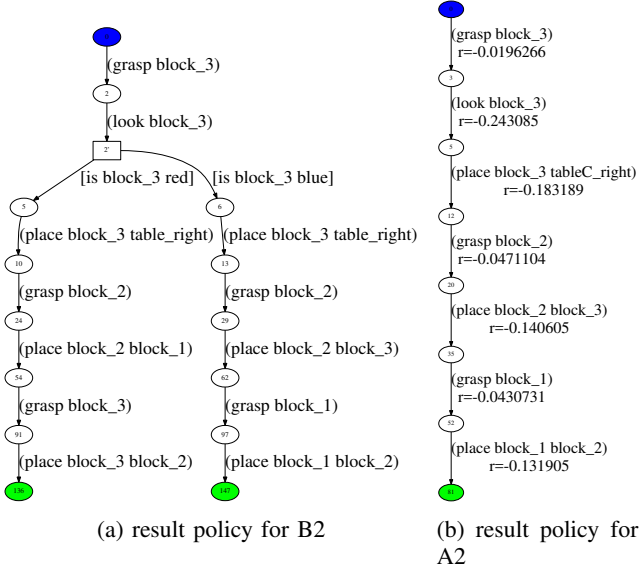 (grasp block_3)
2
(look block_3)
2'
[is block_3 red]
[is block_3 blue]
5
6
(place block_3 table_right)
(place block_3 table_right)
10
13
(grasp block_2)
(grasp block_2)
24
29
(place block_2 block_1)
(place block_2 block_3)
54
62
(grasp block_3)
(grasp block_1)
91
97
(place block_3 block_2)
(place block_1 block_2)
136
147
(a) result policy for B2
(grasp block_3)
r=-0.0196266
3
(look block_3)
r=-0.243085
5
(place block_3 tableC_right)
r=-0.183189
12
(grasp block_2)
r=-0.0471104
20
(place block_2 block_3)
r=-0.140605
35
(grasp block_1)
r=-0.0430731
52
(place block_1 block_2)
r=-0.131905
81
(b) result policy for
A2